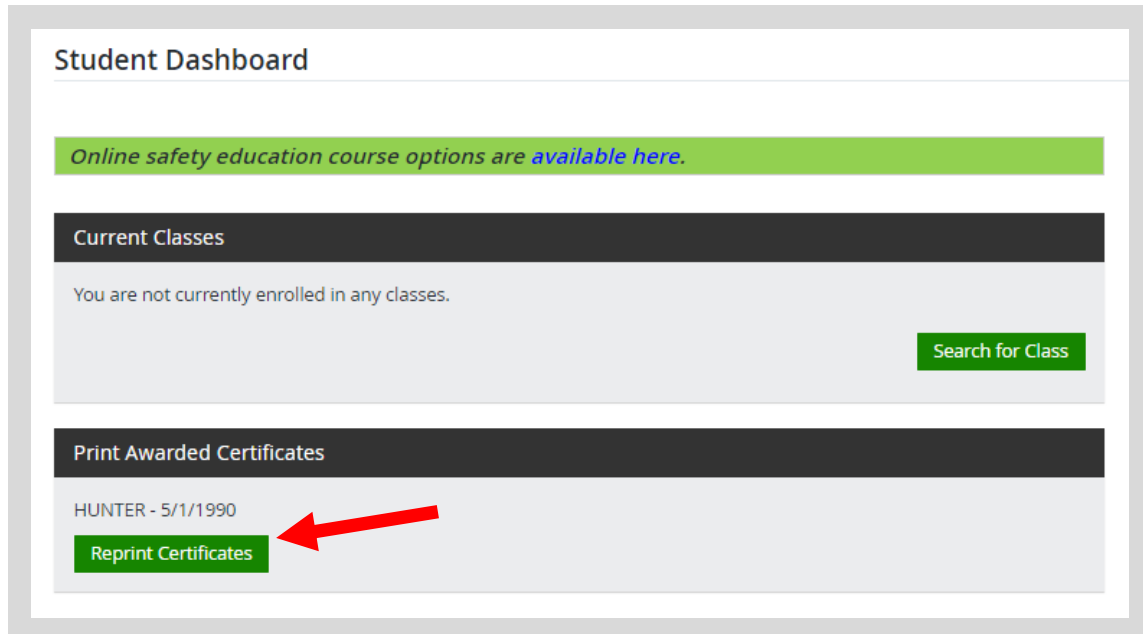 Student Dashboard
Online safety education course options are available here.
Current Classes
You are not currently enrolled in any classes.
Search for Class
Print Awarded Certificates
HUNTER - 5/1/1990
Reprint Certificates